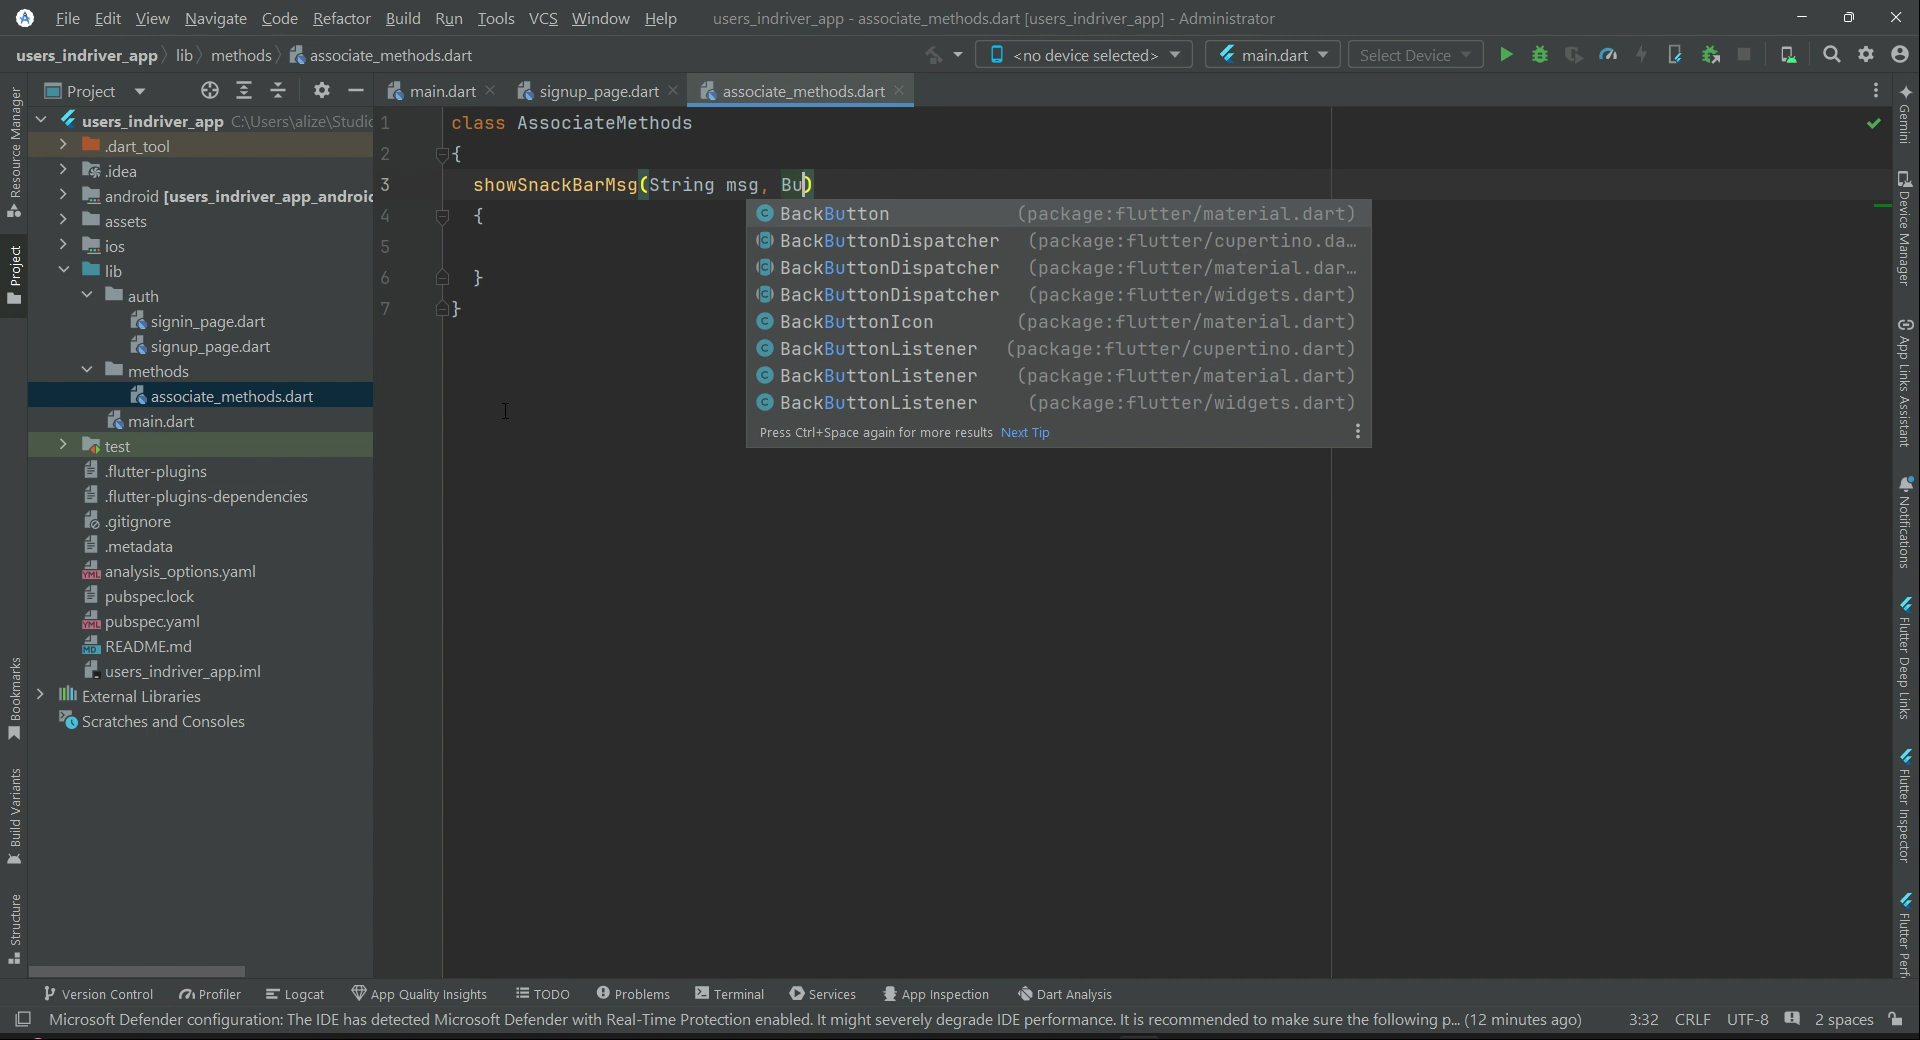 File Edit View Navigate Code Refactor Build Run Tools VCS Window Help users_indriver_app - associate_methods.dart [users_indriver_app] - Administrator
users_indriver_app lib methods associate_methods.dart <no device selected> main.dart Select Device
Project main.dart signup_page.dart associate_methods.dart
users_indriver_app C:\Users\alize\Studio
.dart_tool
.idea
android [users_indriver_app_android
assets
ios
lib
auth
signin_page.dart
signup_page.dart
methods
associate_methods.dart
main.dart
test
.flutter-plugins
.flutter-plugins-dependencies
.gitignore
.metadata
analysis_options.yaml
pubspec.lock
pubspec.yaml
README.md
users_indriver_app.iml
External Libraries
Scratches and Consoles
1 class AssociateMethods
2 {
3 showSnackBarMsg(String msg, Bu)
4 {
5
6 }
7 }
BackButton (package:flutter/material.dart)
BackButtonDispatcher (package:flutter/cupertino.da…
BackButtonDispatcher (package:flutter/material.dar…
BackButtonDispatcher (package:flutter/widgets.dart)
BackButtonIcon (package:flutter/material.dart)
BackButtonListener (package:flutter/cupertino.dart)
BackButtonListener (package:flutter/material.dart)
BackButtonListener (package:flutter/widgets.dart)
Press Ctrl+Space again for more results Next Tip
Resource Manager
Project
Bookmarks
Build Variants
Structure
Gemini
Device Manager
App Links Assistant
Notifications
Flutter Deep Links
Flutter Inspector
Flutter Perf
Version Control Profiler Logcat App Quality Insights TODO Problems Terminal Services App Inspection Dart Analysis
Microsoft Defender configuration: The IDE has detected Microsoft Defender with Real-Time Protection enabled. It might severely degrade IDE performance. It is recommended to make sure the following p... (12 minutes ago) 3:32 CRLF UTF-8 2 spaces